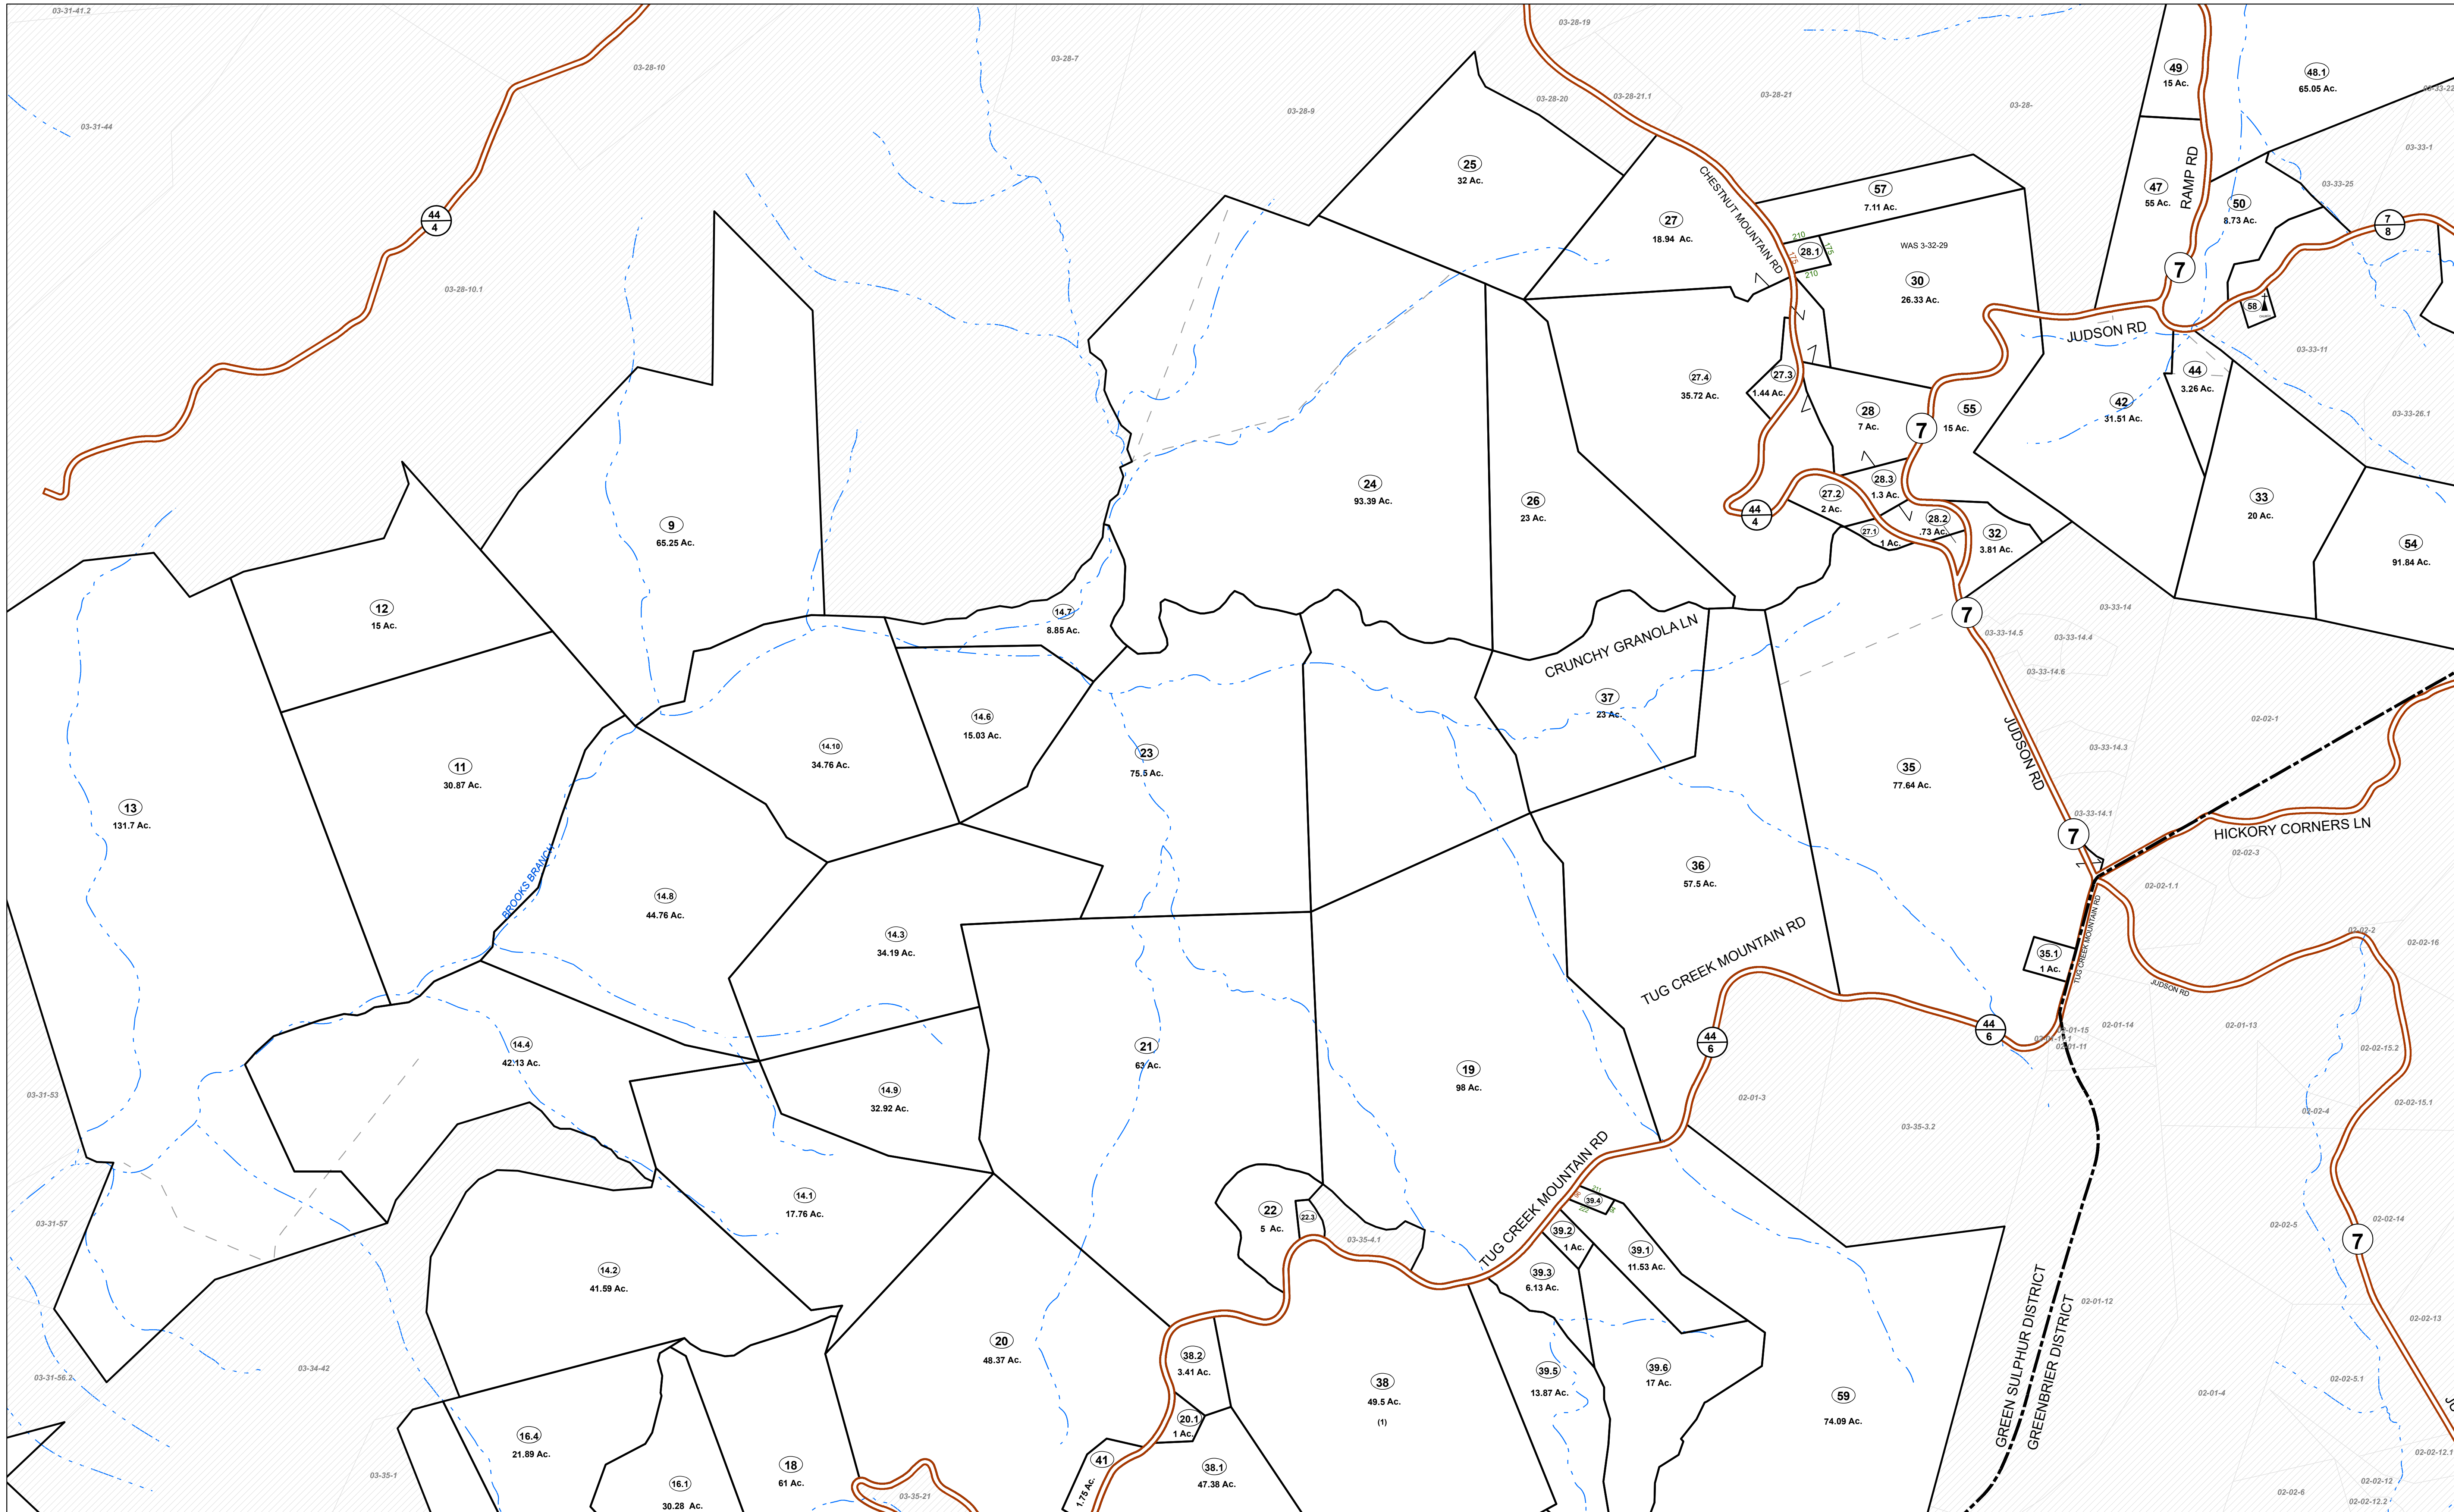 03-31-41.2
03-28-10
03-28-7
03-28-19
03-28-9
03-28-20
03-28-21.1
03-28-21
03-28-
03-31-44
03-28-10.1
49
15 Ac.
48.1
65.05 Ac.
03-33-1
03-33-25
47
55 Ac.
RAMP RD
50
8.73 Ac.
7
8
7
25
32 Ac.
27
18.94 Ac.
CHESTNUT MOUNTAIN RD
57
7.11 Ac.
WAS 3-32-29
30
26.33 Ac.
210
175
28.1
175
210
44
4
58
JUDSON RD
03-33-11
44
3.26 Ac.
42
31.51 Ac.
03-33-26.1
27.4
35.72 Ac.
27.3
1.44 Ac.
28
7 Ac.
7
55
15 Ac.
28.3
1.3 Ac.
27.2
2 Ac.
44
4
27.1
1 Ac.
28.2
.73 Ac.
32
3.81 Ac.
33
20 Ac.
54
91.84 Ac.
9
65.25 Ac.
24
93.39 Ac.
26
23 Ac.
12
15 Ac.
14.7
8.85 Ac.
7
03-33-14
03-33-14.5
03-33-14.4
03-33-14.6
CRUNCHY GRANOLA LN
37
23 Ac.
14.6
15.03 Ac.
14.10
34.76 Ac.
23
75.5 Ac.
11
30.87 Ac.
13
131.7 Ac.
35
77.64 Ac.
JUDSON RD
02-02-1
03-33-14.3
03-33-14.1
7
HICKORY CORNERS LN
02-02-3
02-02-1.1
BROOKS BRANCH
14.8
44.76 Ac.
14.3
34.19 Ac.
36
57.5 Ac.
TUG CREEK MOUNTAIN RD
35.1
1 Ac.
TUG CREEK MOUNTAIN RD
JUDSON RD
02-02-2
02-02-16
44
6
44
6
02-01-15
02-01-11
02-01-14
02-01-13
02-02-15.2
02-02-15.1
02-02-4
14.4
42.13 Ac.
21
63 Ac.
19
98 Ac.
14.9
32.92 Ac.
03-31-53
02-01-3
03-35-3.2
14.1
17.76 Ac.
22
5 Ac.
22.3
03-35-4.1
TUG CREEK MOUNTAIN RD
211
39.4
39.2
1 Ac.
39.1
11.53 Ac.
39.3
6.13 Ac.
03-31-57
14.2
41.59 Ac.
02-02-5
02-02-14
7
GREEN SULPHUR DISTRICT
GREENBRIER DISTRICT
02-01-12
02-02-13
20
48.37 Ac.
38.2
3.41 Ac.
38
49.5 Ac.
(1)
39.5
13.87 Ac.
39.6
17 Ac.
59
74.09 Ac.
03-34-42
03-31-56.2
02-01-4
02-02-5.1
20.1
1 Ac.
16.4
21.89 Ac.
03-35-1
16.1
30.28 Ac.
18
61 Ac.
03-35-21
41
1.75 Ac.
38.1
47.38 Ac.
02-02-12.1
02-02-12
02-02-6
02-02-12.2